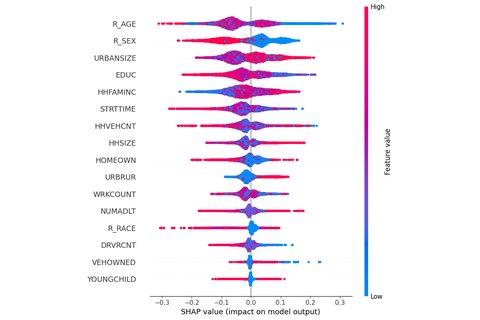 High
R_AGE
R_SEX
URBANSIZE
EDUC
HHFAMINC
STRTTIME
HHVEHCNT
HHSIZE
HOMEOWN
URBRUR
WRKCOUNT
NUMADLT
R_RACE
DRVRCNT
VEHOWNED
YOUNGCHILD
Feature value
Low
−0.3 −0.2 −0.1 0.0 0.1 0.2 0.3
SHAP value (impact on model output)